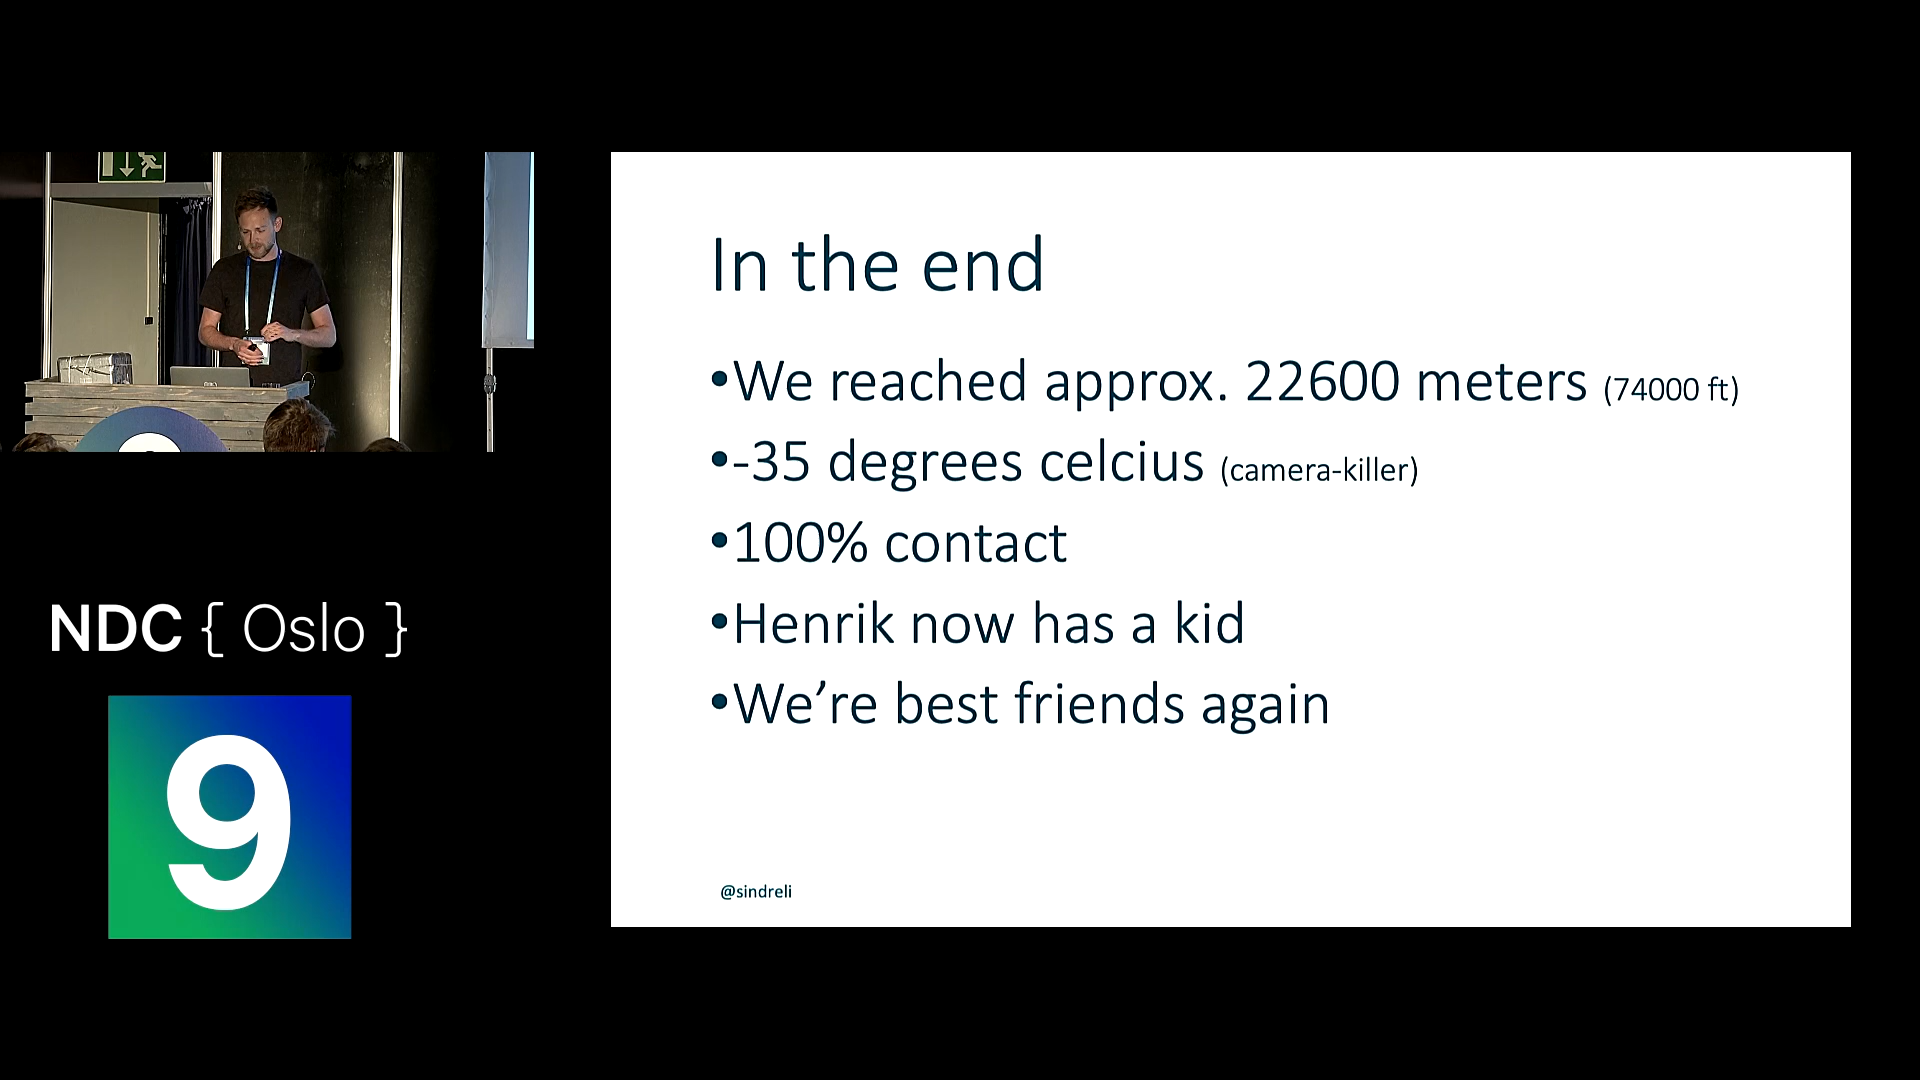 In the end
•We reached approx. 22600 meters (74000 ft)
•-35 degrees celcius (camera-killer)
•100% contact
•Henrik now has a kid
•We’re best friends again
@sindreli
NDC { Oslo }
9